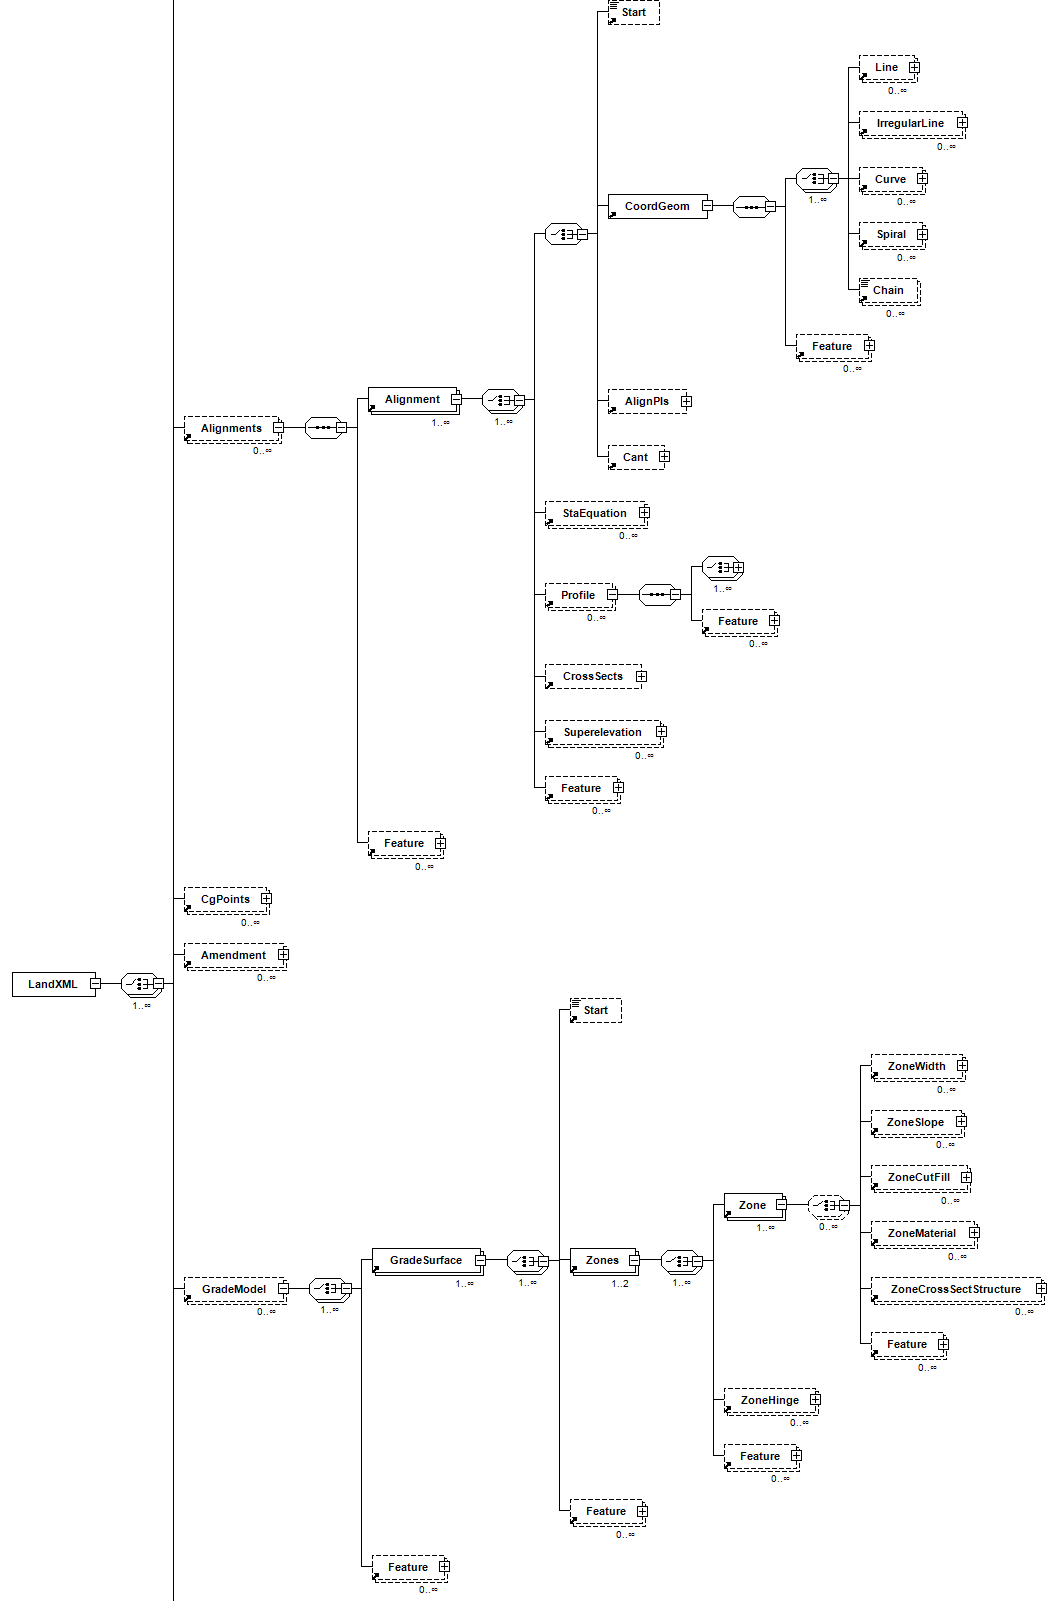 Start
Line
0..∞
IrregularLine
0..∞
Curve
0..∞
1..∞
CoordGeom
Spiral
0..∞
Chain
0..∞
Feature
0..∞
Alignment
1..∞
1..∞
AlignPIs
Alignments
0..∞
Cant
StaEquation
0..∞
1..∞
Profile
0..∞
Feature
0..∞
CrossSects
Superelevation
0..∞
Feature
0..∞
Feature
0..∞
CgPoints
0..∞
Amendment
0..∞
LandXML
1..∞
Start
ZoneWidth
0..∞
ZoneSlope
0..∞
ZoneCutFill
0..∞
Zone
1..∞
0..∞
ZoneMaterial
0..∞
GradeSurface
1..∞
1..∞
Zones
1..2
1..∞
GradeModel
0..∞
1..∞
ZoneCrossSectStructure
0..∞
Feature
0..∞
ZoneHinge
0..∞
Feature
0..∞
Feature
0..∞
Feature
0..∞